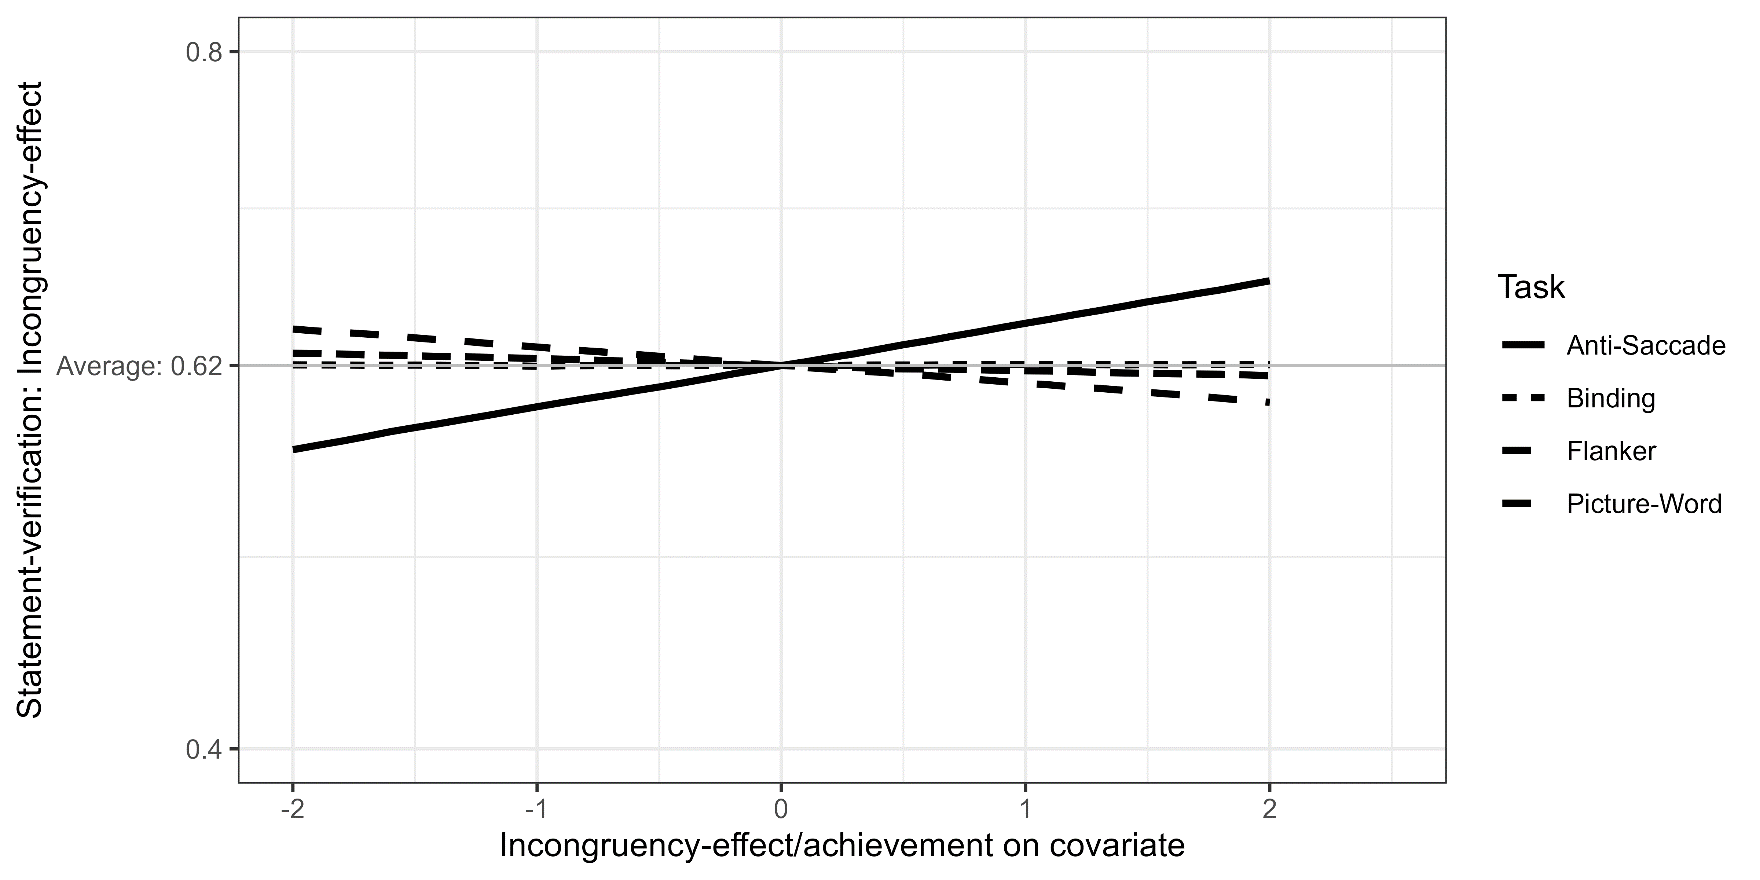 Statement-verification: Incongruency-effect
0.8
Average: 0.62
0.4
-2 -1 0 1 2
Incongruency-effect/achievement on covariate
Task
Anti-Saccade
Binding
Flanker
Picture-Word